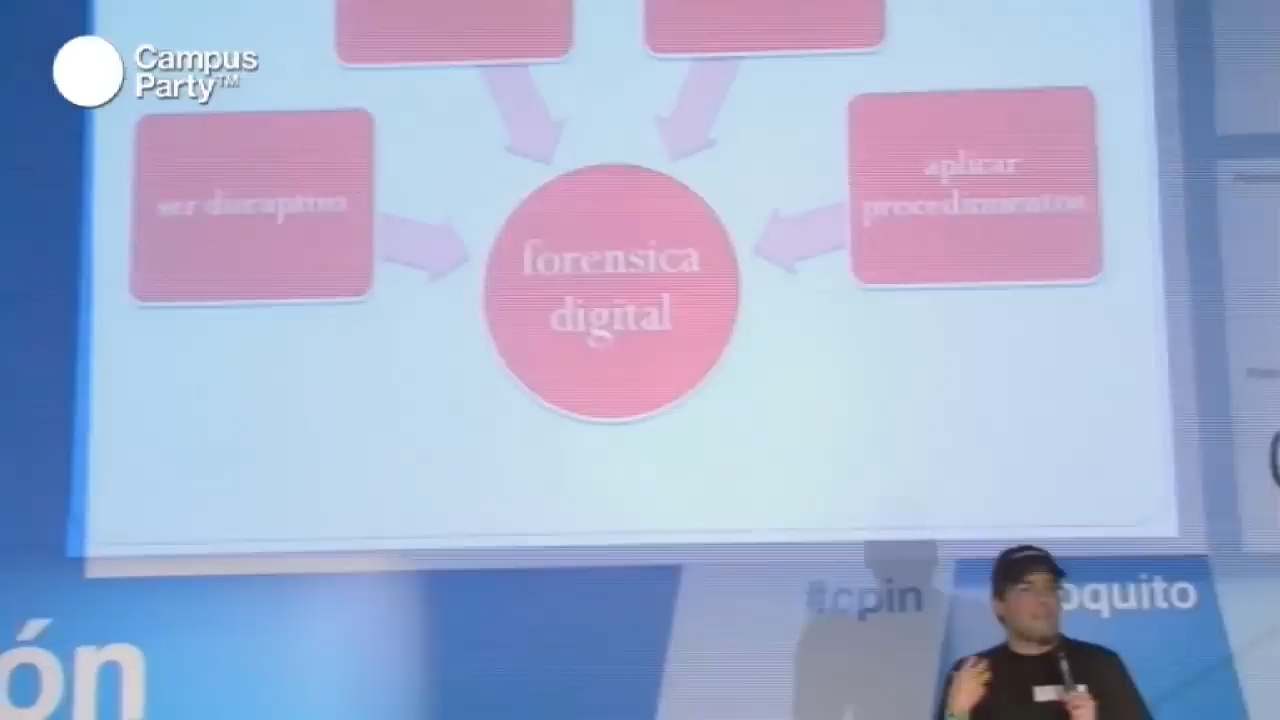 Campus
Party™
ser disruptivo
aplicar
procedimientos
forensica
digital
#cpin
oquito
ón